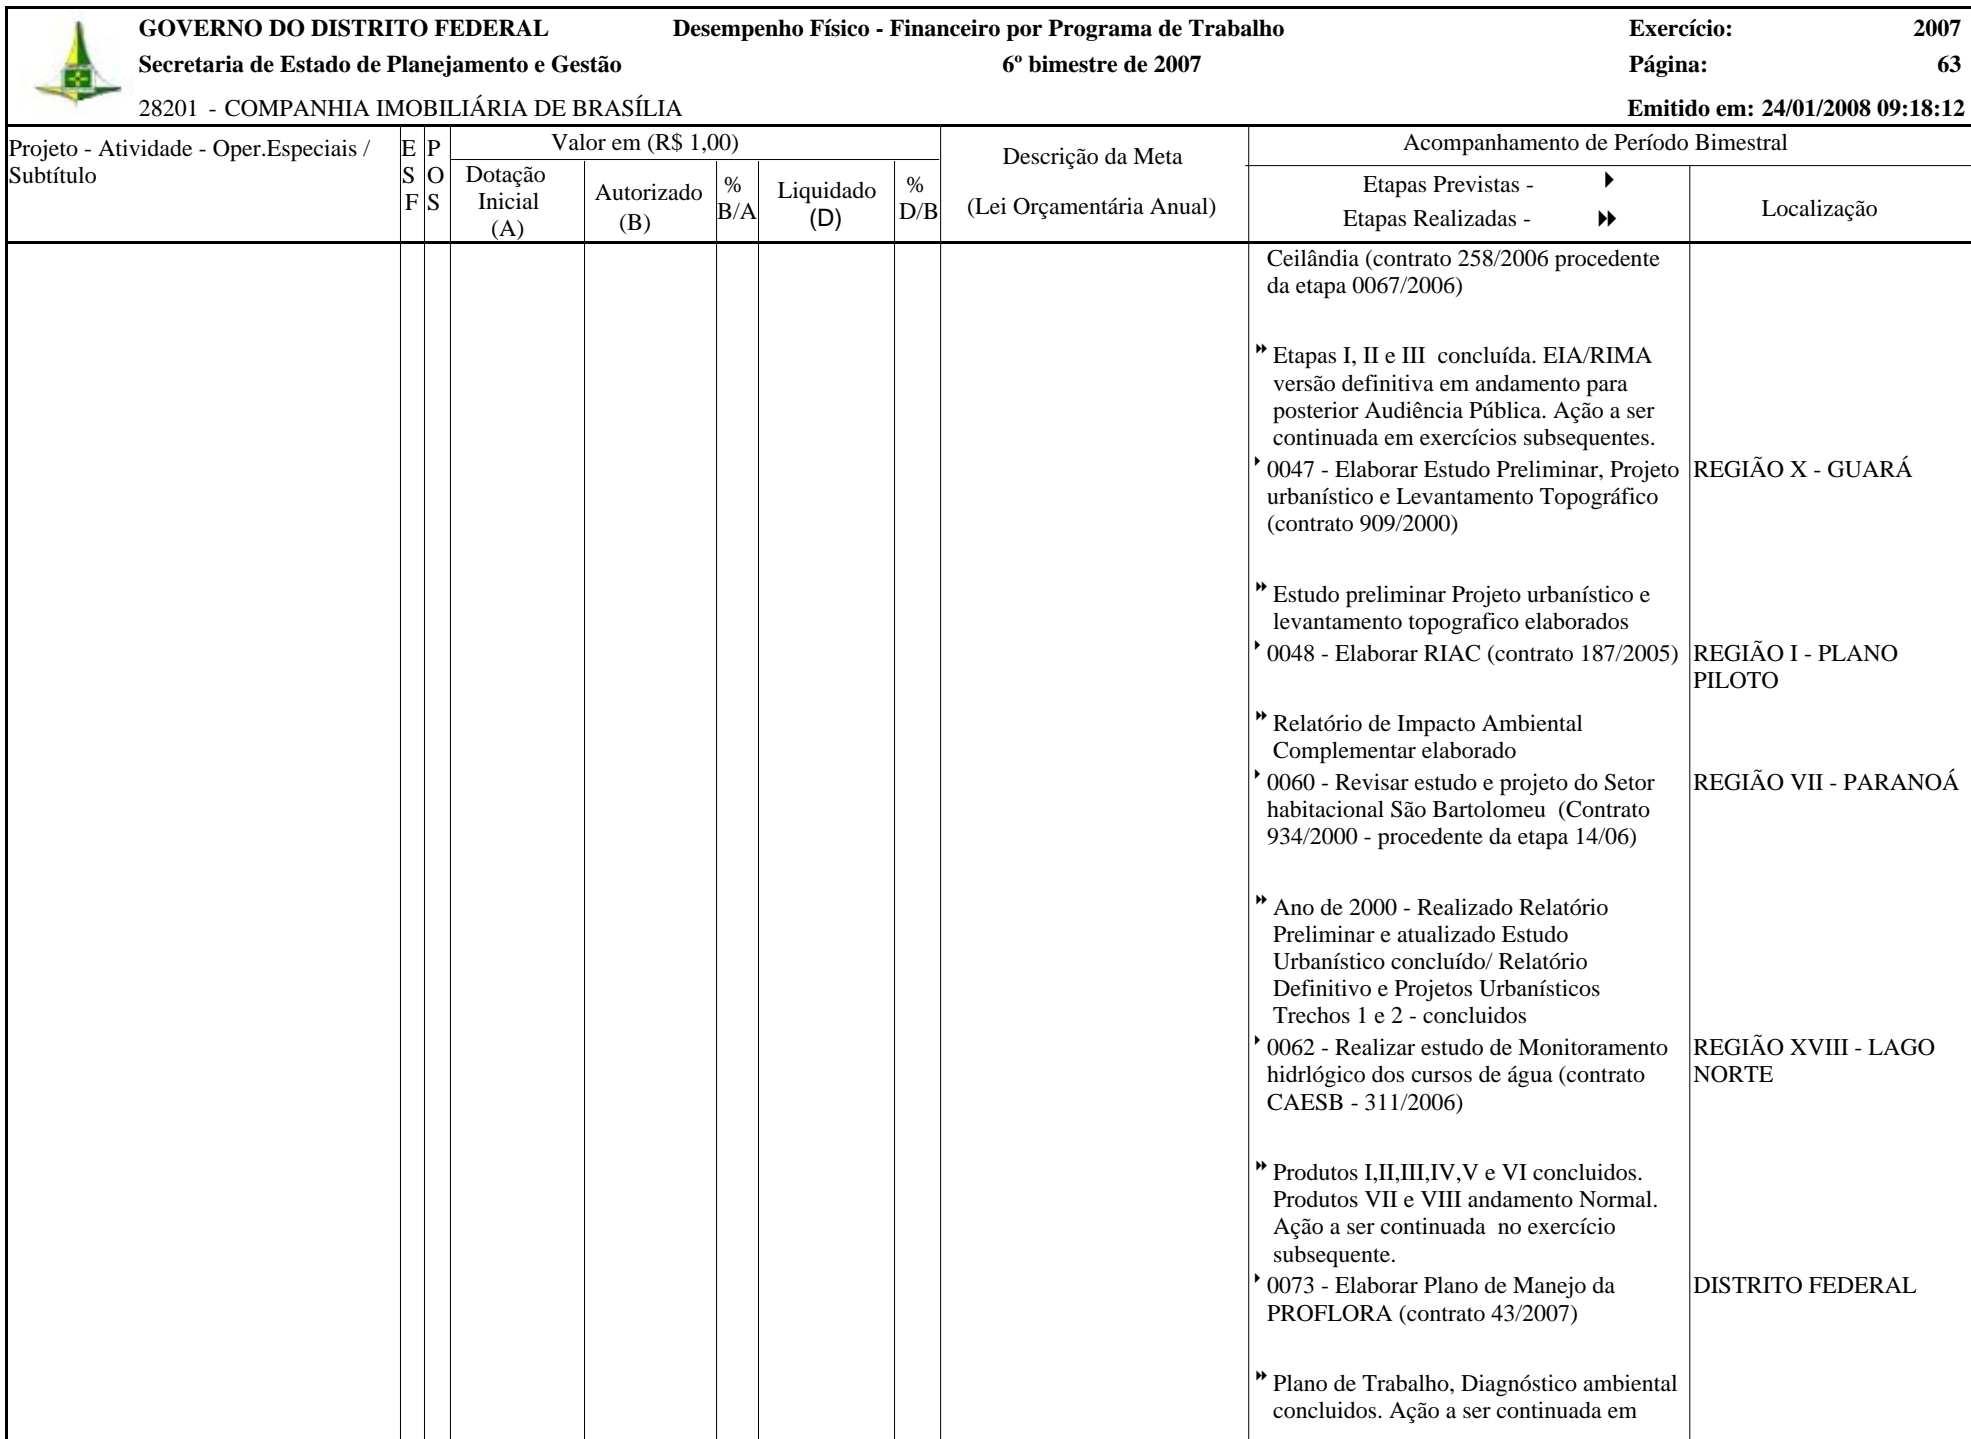 GOVERNO DO DISTRITO FEDERAL Desempenho Físico - Financeiro por Programa de Trabalho Exercício: 2007
Secretaria de Estado de Planejamento e Gestão 6º bimestre de 2007 Página: 63
28201 - COMPANHIA IMOBILIÁRIA DE BRASÍLIA Emitido em: 24/01/2008 09:18:12
Projeto - Atividade - Oper.Especiais /
Subtítulo
E
S
F
P
O
S
Valor em (R$ 1,00)
Dotação
Inicial
(A)
Autorizado
(B)
%
B/A
Liquidado
(D)
%
D/B
Descrição da Meta
(Lei Orçamentária Anual)
Acompanhamento de Período Bimestral
Etapas Previstas -
Etapas Realizadas -
Localização
Ceilândia (contrato 258/2006 procedente
da etapa 0067/2006)
Etapas I, II e III concluída. EIA/RIMA
versão definitiva em andamento para
posterior Audiência Pública. Ação a ser
continuada em exercícios subsequentes.
0047 - Elaborar Estudo Preliminar, Projeto REGIÃO X - GUARÁ
urbanístico e Levantamento Topográfico
(contrato 909/2000)
Estudo preliminar Projeto urbanístico e
levantamento topografico elaborados
0048 - Elaborar RIAC (contrato 187/2005) REGIÃO I - PLANO
PILOTO
Relatório de Impacto Ambiental
Complementar elaborado
0060 - Revisar estudo e projeto do Setor REGIÃO VII - PARANOÁ
habitacional São Bartolomeu (Contrato
934/2000 - procedente da etapa 14/06)
Ano de 2000 - Realizado Relatório
Preliminar e atualizado Estudo
Urbanístico concluído/ Relatório
Definitivo e Projetos Urbanísticos
Trechos 1 e 2 - concluidos
0062 - Realizar estudo de Monitoramento REGIÃO XVIII - LAGO
hidrlógico dos cursos de água (contrato NORTE
CAESB - 311/2006)
Produtos I,II,III,IV,V e VI concluidos.
Produtos VII e VIII andamento Normal.
Ação a ser continuada no exercício
subsequente.
0073 - Elaborar Plano de Manejo da DISTRITO FEDERAL
PROFLORA (contrato 43/2007)
Plano de Trabalho, Diagnóstico ambiental
concluidos. Ação a ser continuada em